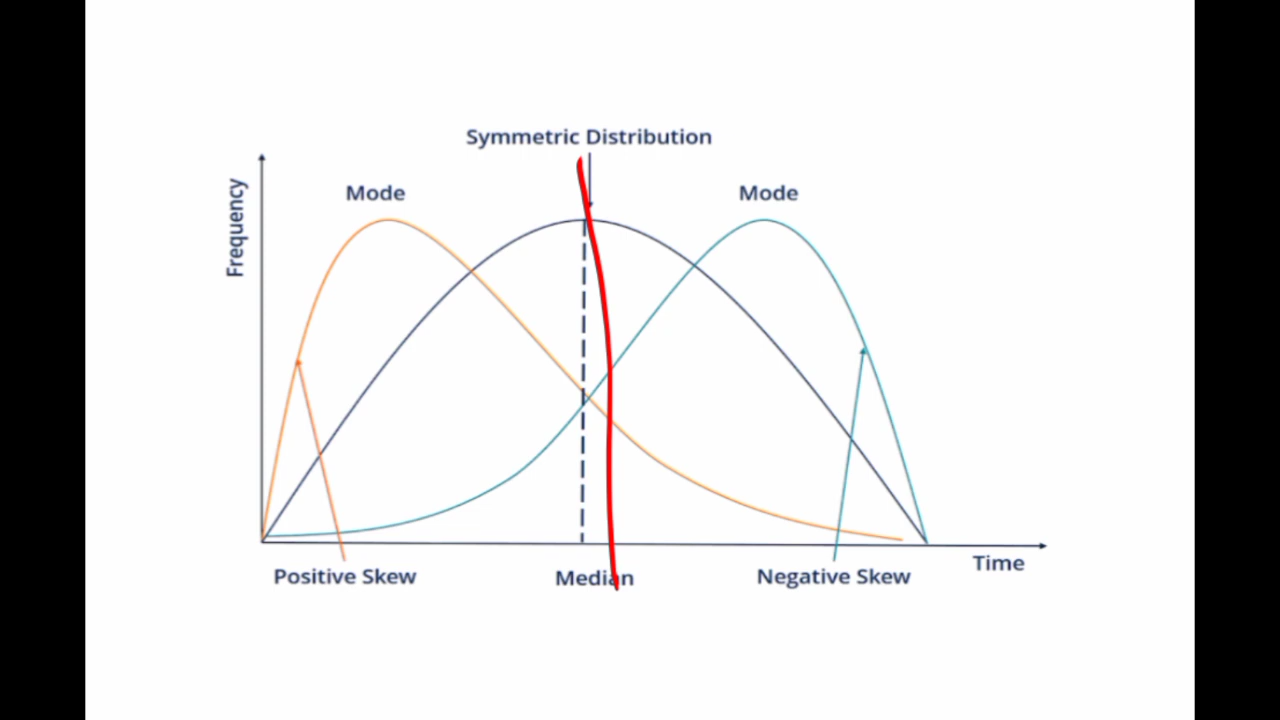 Symmetric Distribution
Mode
Mode
Frequency
Time
Positive Skew
Median
Negative Skew